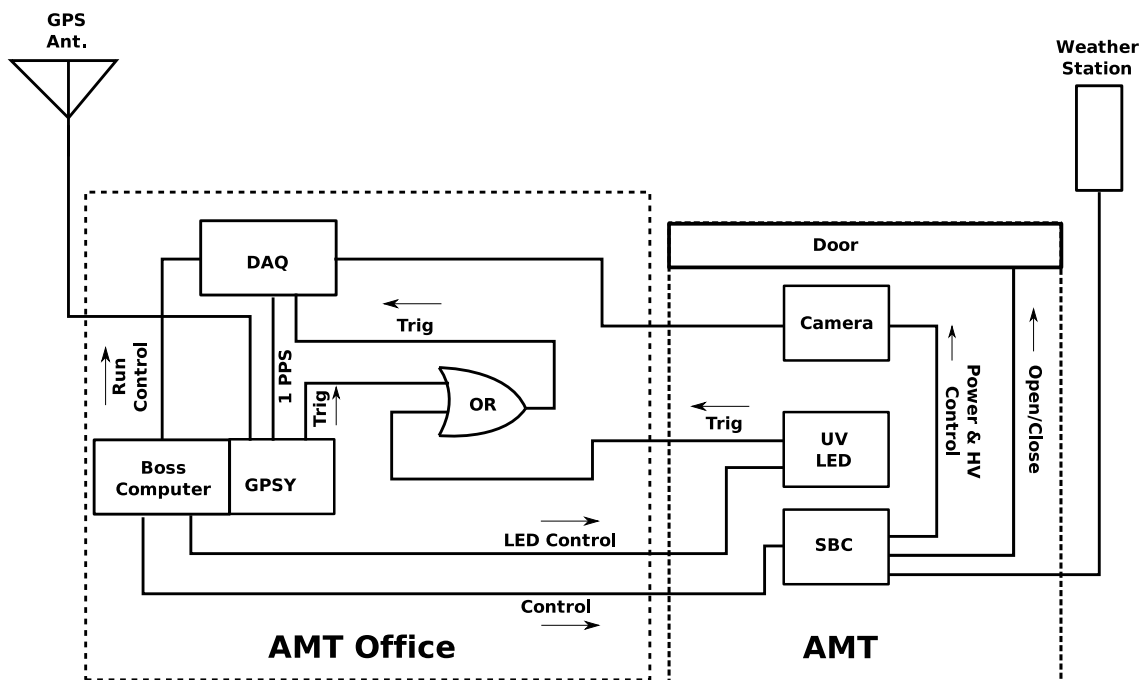 GPS
Ant.
Weather
Station
Door
DAQ
Camera
Trig
Run
Control
1 PPS
Trig
OR
Trig
Power & HV
Control
Open/Close
UV
LED
Boss
Computer
GPSY
LED Control
SBC
Control
AMT Office
AMT